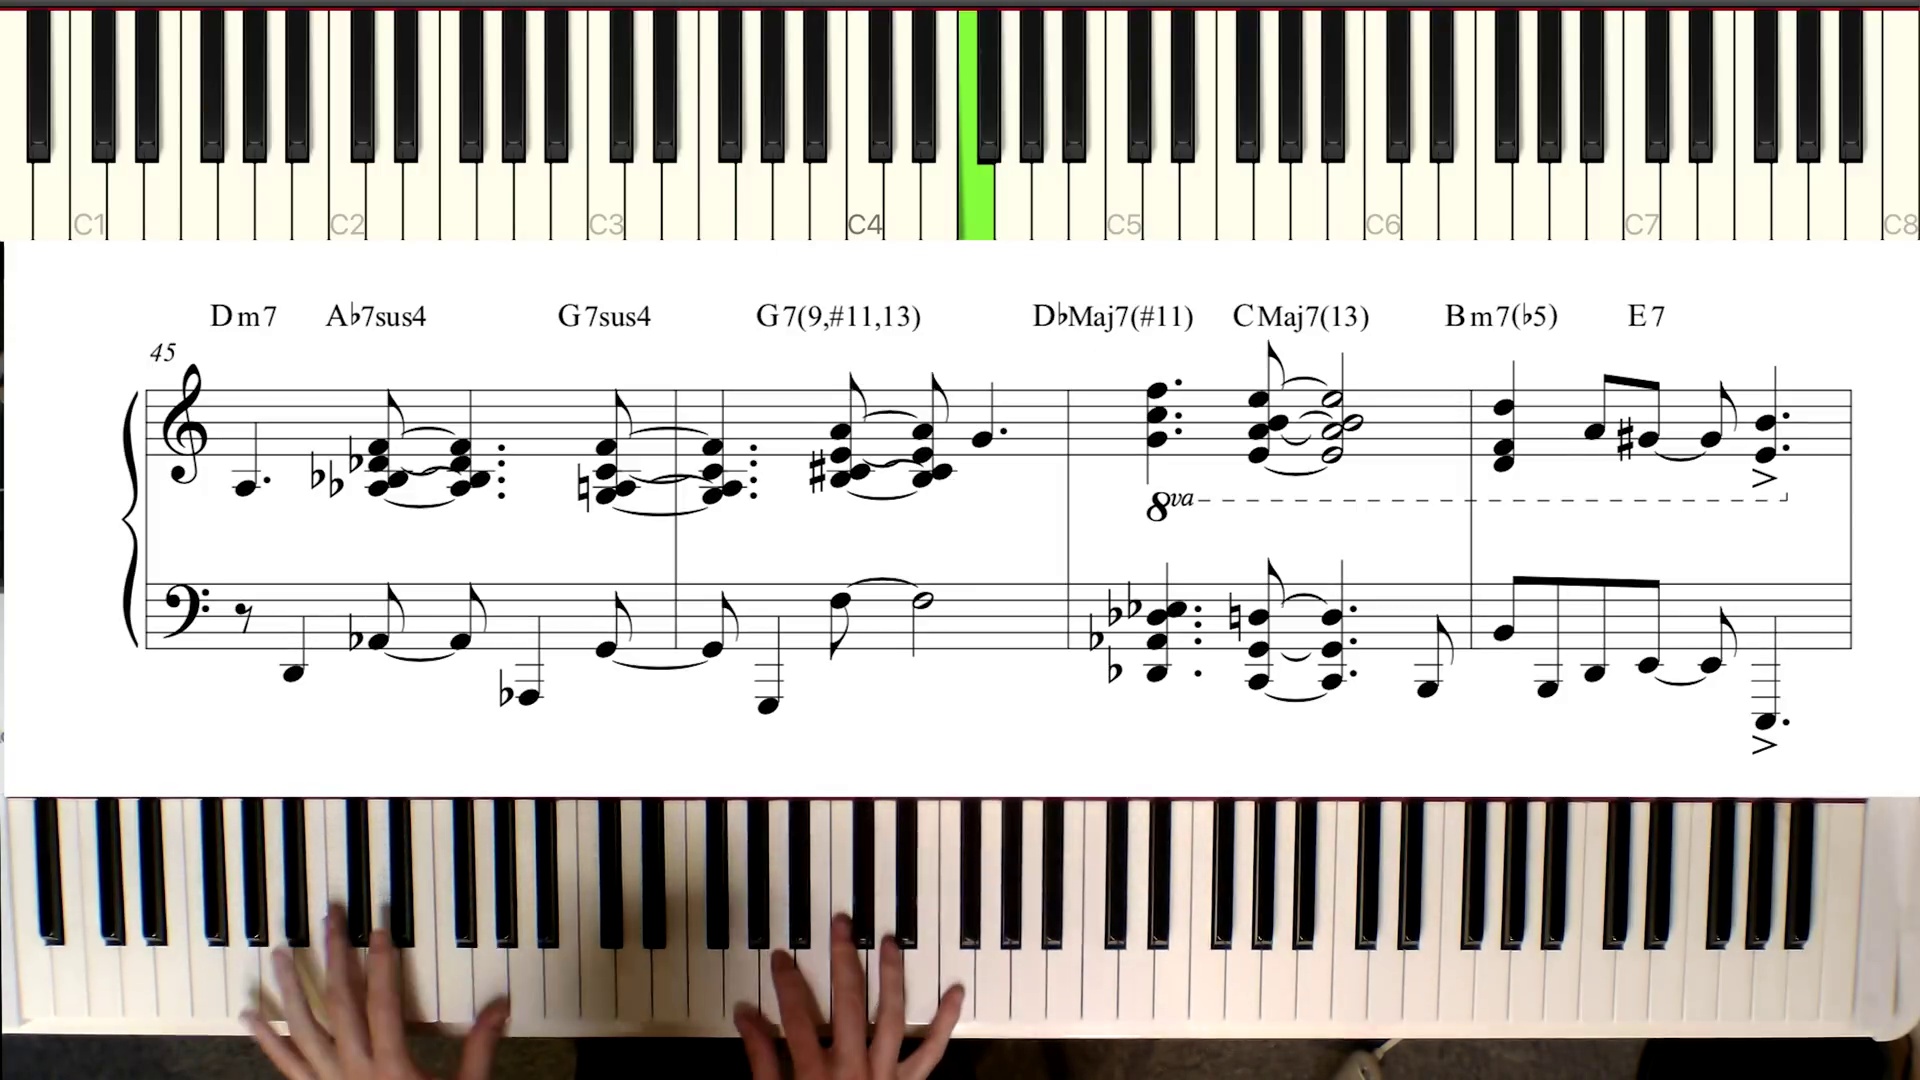 C1 C2 C3 C4 C5 C6 C7 C8
Dm7 A♭7sus4 G7sus4 G7(9,#11,13) D♭Maj7(#11) CMaj7(13) Bm7(♭5) E7
45
8va